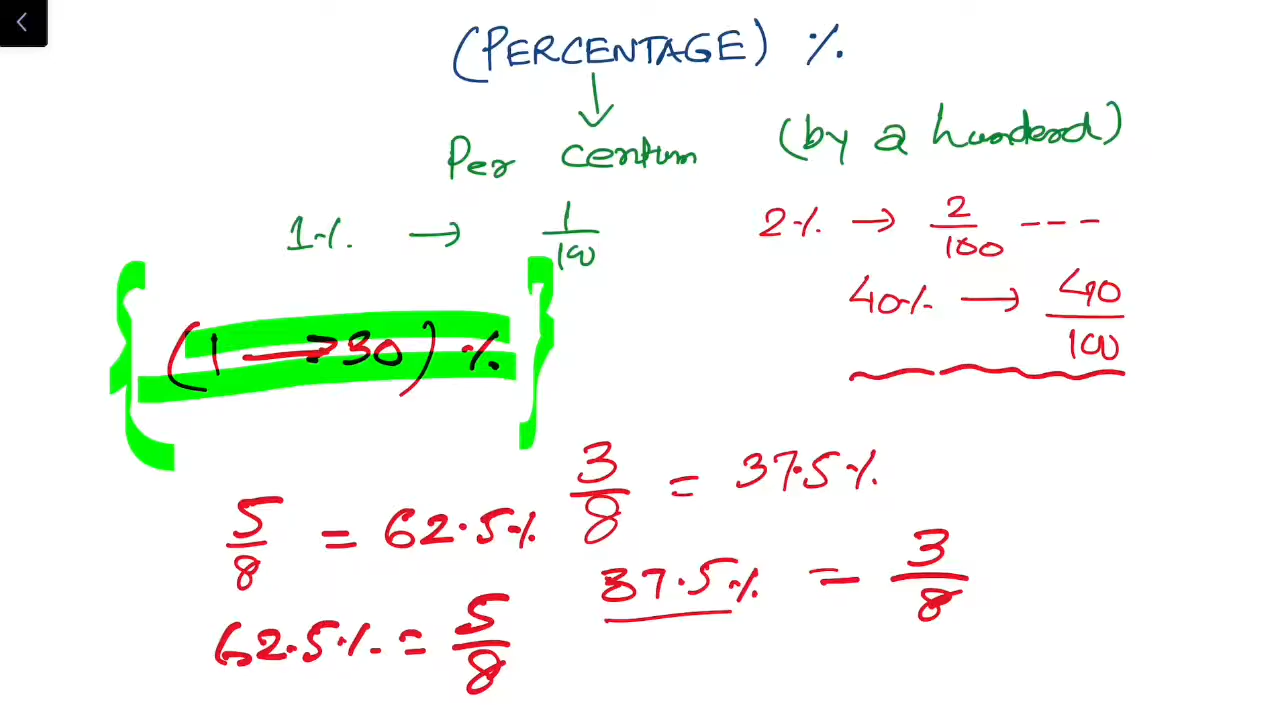 (PERCENTAGE) %
↓
Per centum (by a hunderd)
1% → 1/100
2% → 2/100 ---
40% → 40/100
{(1 → 30) %}
3/8 = 37.5%
5/8 = 62.5%
37.5% = 3/8
62.5% = 5/8